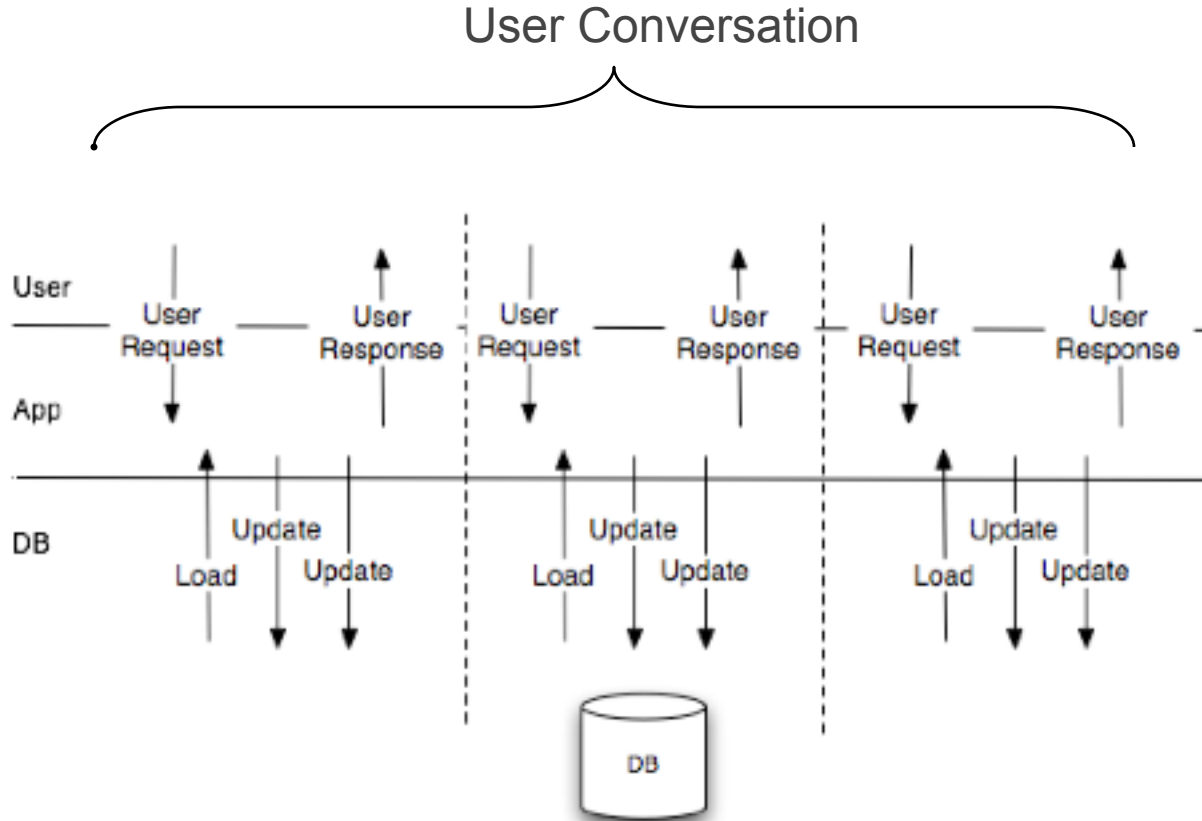 User Conversation
User
User
Request
User
Response
User
Request
User
Response
User
Request
User
Response
App
DB
Load
Update
Update
Load
Update
Update
Load
Update
Update
DB